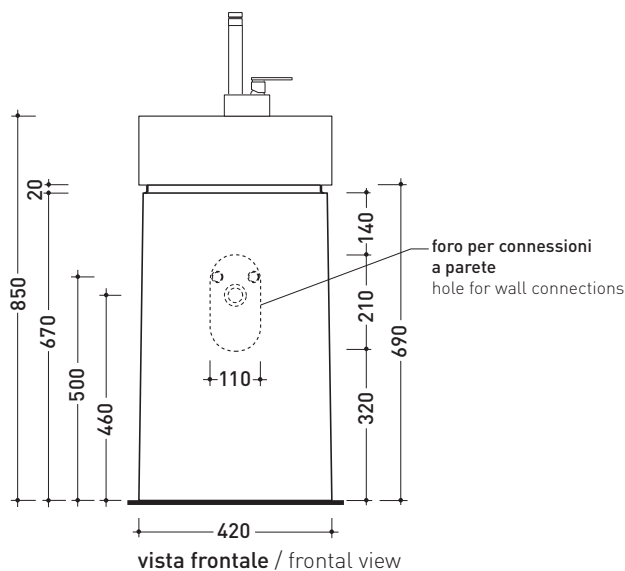 20
140
850
670
500
460
210
690
320
110
foro per connessioni
a parete
hole for wall connections
420
vista frontale / frontal view